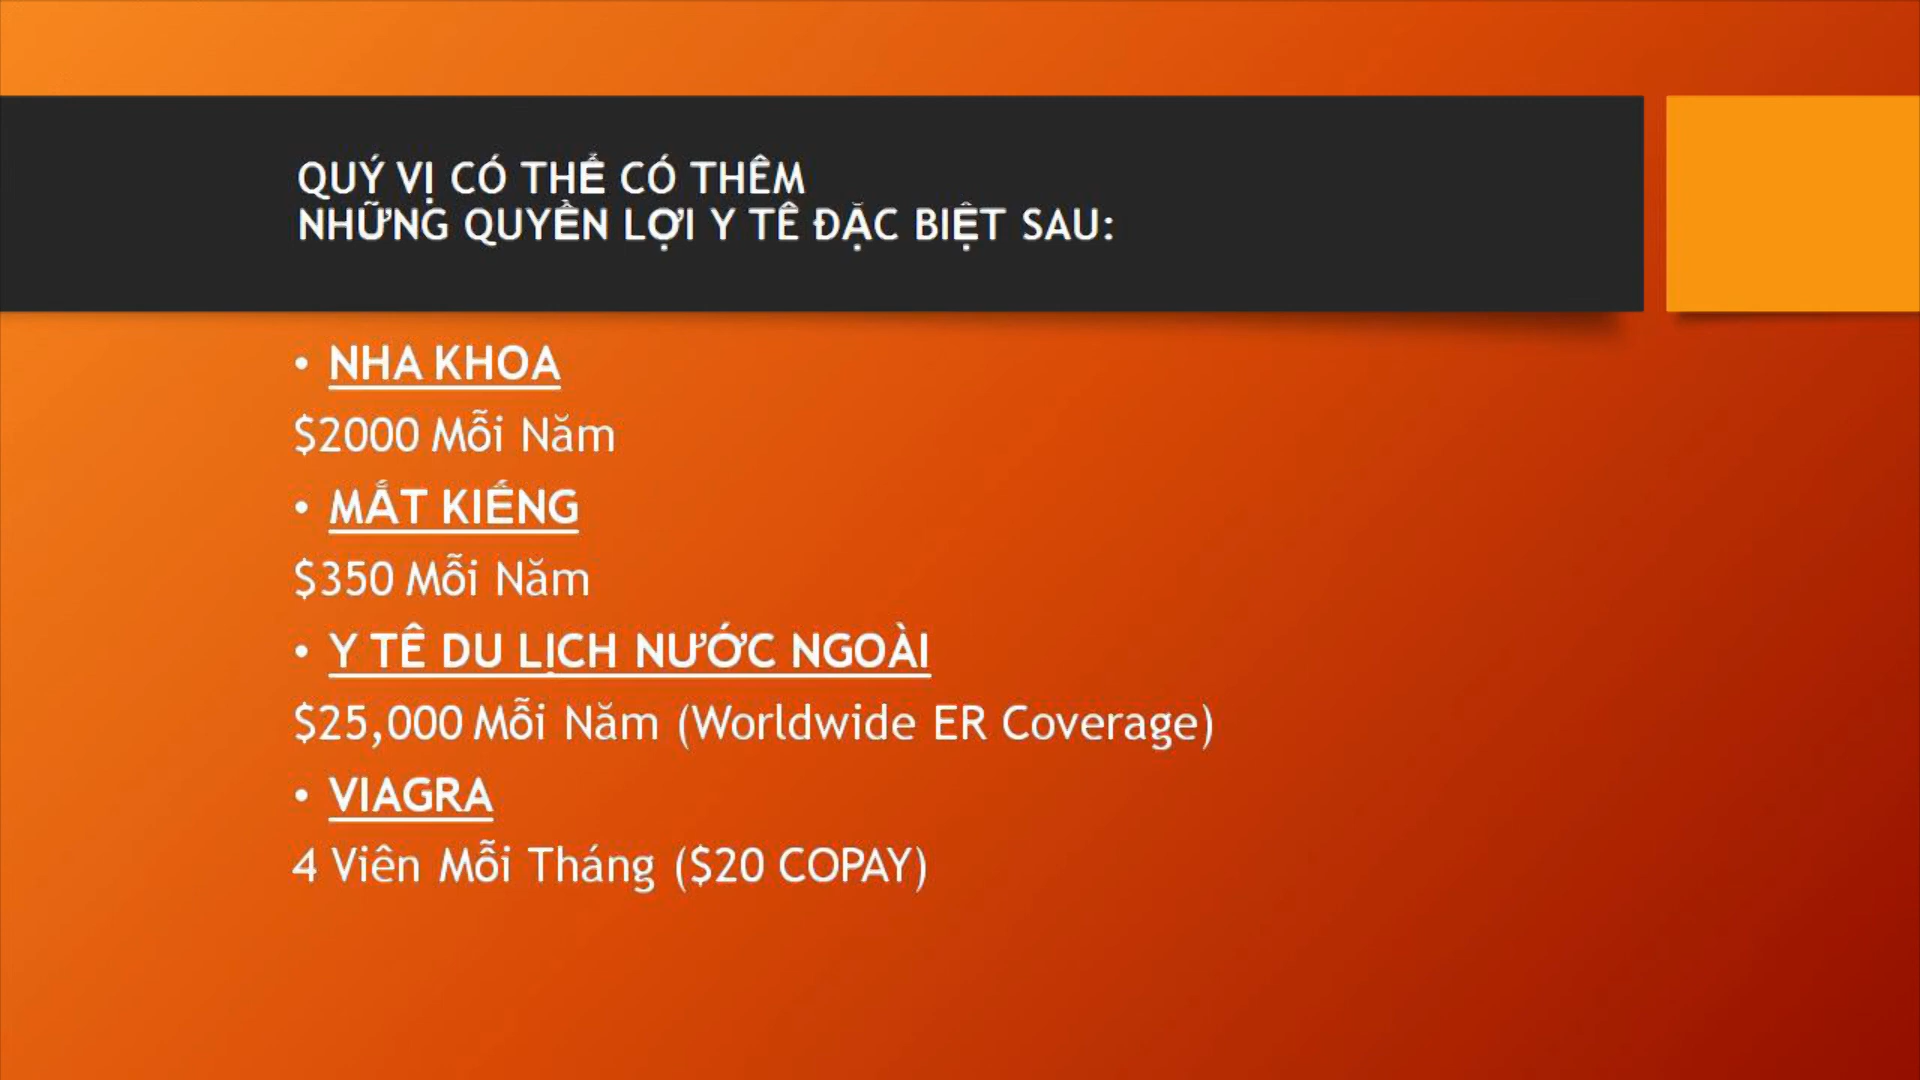 QUÝ VỊ CÓ THỂ CÓ THÊM
NHỮNG QUYỀN LỢI Y TẾ ĐẶC BIỆT SAU:
• NHA KHOA
$2000 Mỗi Năm
• MẮT KIẾNG
$350 Mỗi Năm
• Y TẾ DU LỊCH NƯỚC NGOÀI
$25,000 Mỗi Năm (Worldwide ER Coverage)
• VIAGRA
4 Viên Mỗi Tháng ($20 COPAY)